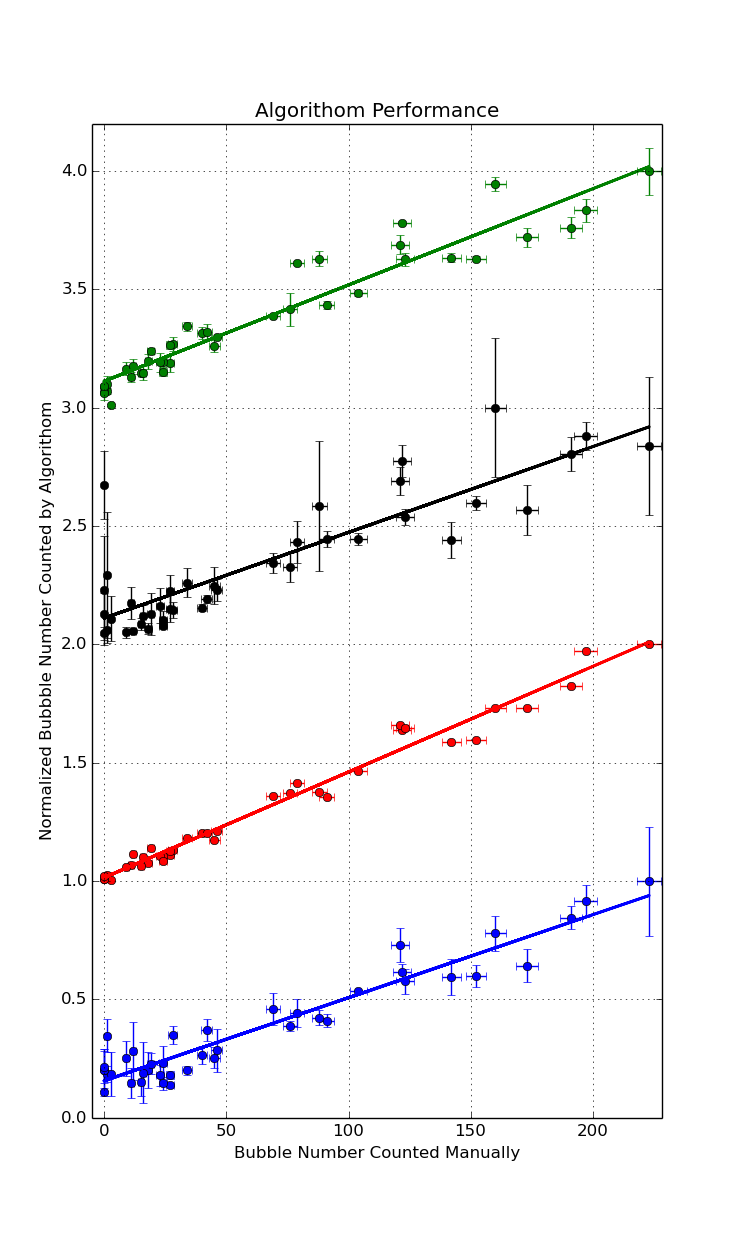 Algorithom Performance
Normalized Bubbble Number Counted by Algorithom
4.0
3.5
3.0
2.5
2.0
1.5
1.0
0.5
0.0
0 50 100 150 200
Bubble Number Counted Manually